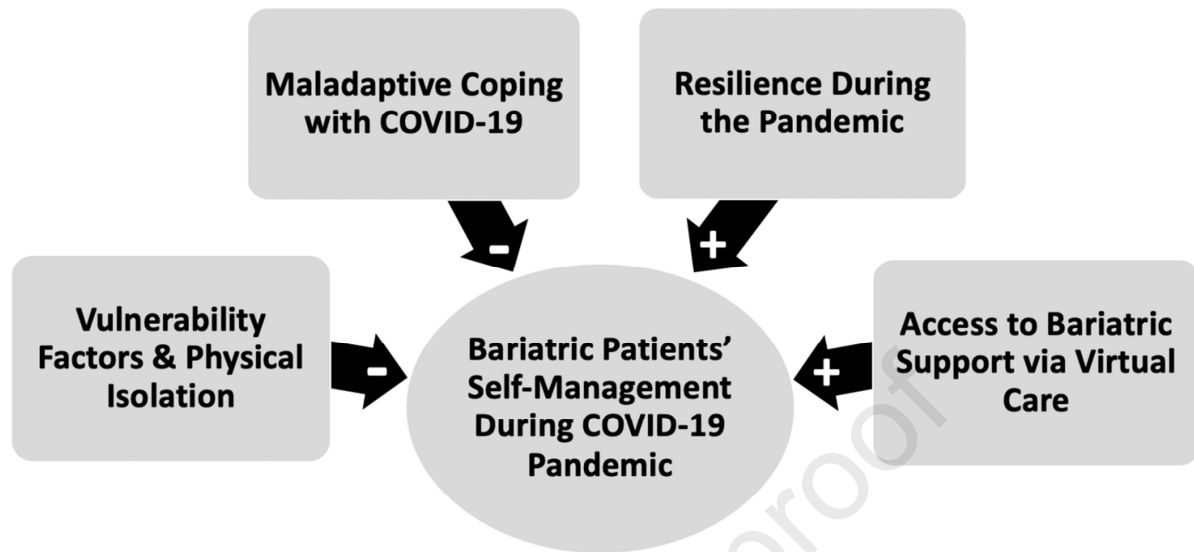 Maladaptive Coping
with COVID-19
Resilience During
the Pandemic
-
+
Vulnerability
Factors & Physical
Isolation
-
Bariatric Patients’
Self-Management
During COVID-19
Pandemic
+
Access to Bariatric
Support via Virtual
Care
proof